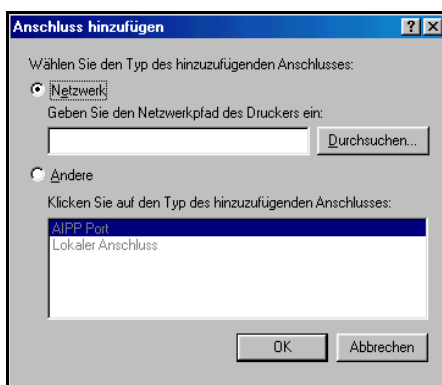 Anschluss hinzufügen
Wählen Sie den Typ des hinzuzufügenden Anschlusses:
Netzwerk
Geben Sie den Netzwerkpfad des Druckers ein:
Durchsuchen...
Andere
Klicken Sie auf den Typ des hinzuzufügenden Anschlusses:
AIPP Port
Lokaler Anschluss
OK Abbrechen